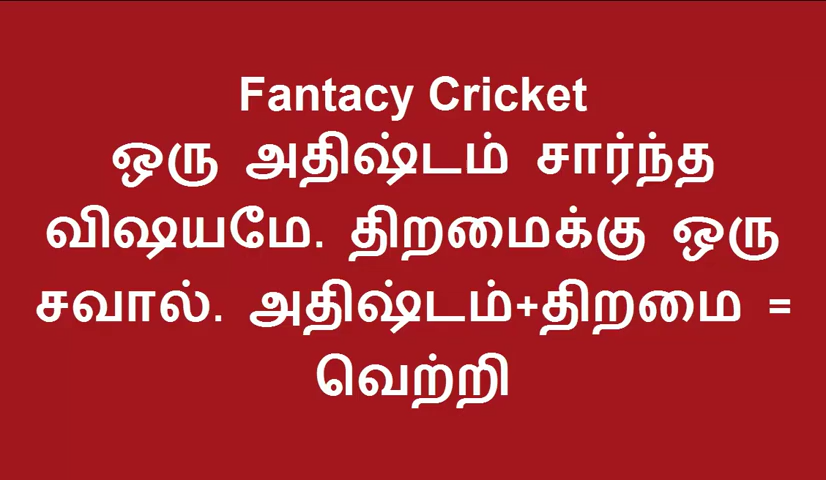 Fantacy Cricket
ஒரு அதிஷ்டம் சார்ந்த
விஷயமே. திறமைக்கு ஒரு
சவால். அதிஷ்டம்+திறமை =
வெற்றி